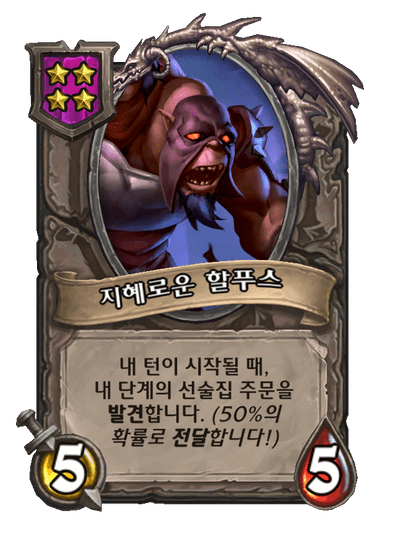 지혜로운 할푸스
내 턴이 시작될 때,
내 단계의 선술집 주문을
발견합니다. (50%의
확률로 전달합니다!)
5
5